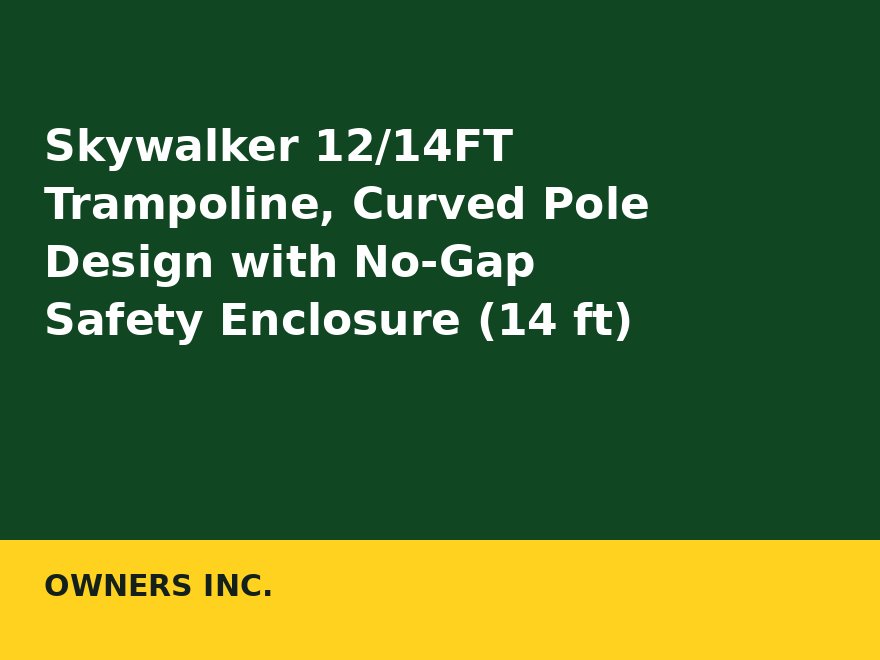 Skywalker 12/14FT
Trampoline, Curved Pole
Design with No-Gap
Safety Enclosure (14 ft)
OWNERS INC.